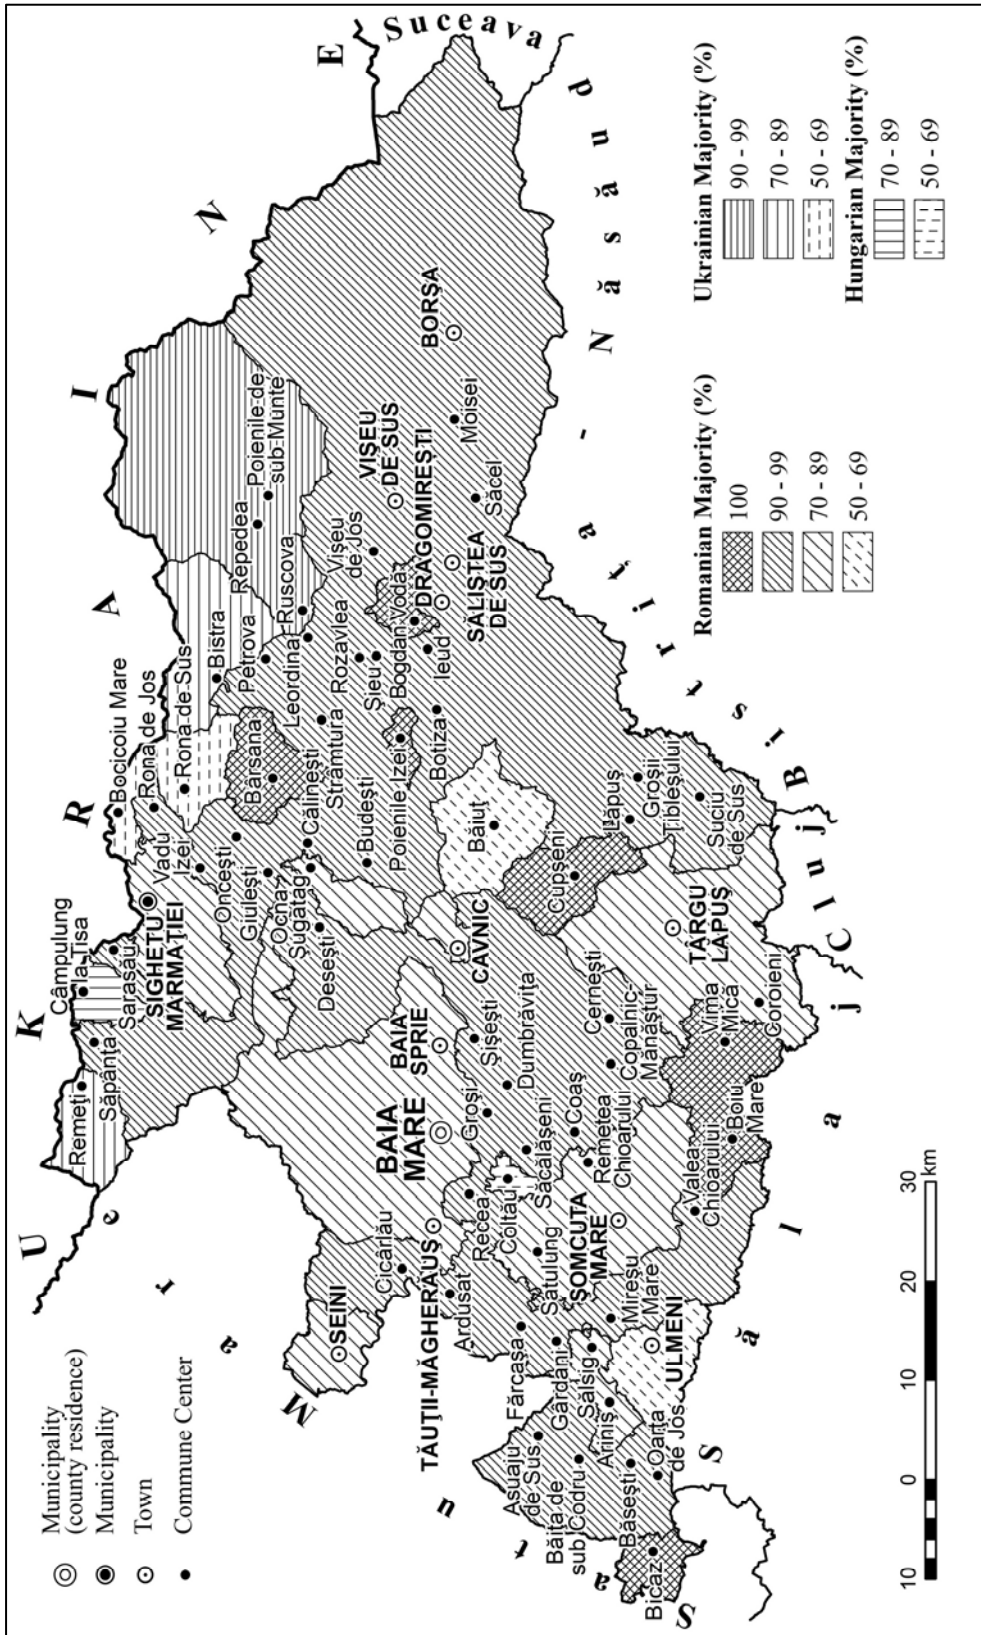 U K R A I N E
Suceava
Bistrița-Năsăud
Cluj
Sălaj
Satu Mare
Remeți
Săpânța
Câmpulung
la Tisa
Sarasău
SIGHETU
MARMAȚIEI
Bocicoiu Mare
Rona de Jos
Rona de Sus
Bistra
Vadu
Izei
Oncești
Giulești
Bârsana
Petrova
Repedea
Poienile de
sub Munte
Ruscova
Leordina
Ocna
Șugătag
Călinești
Strâmtura
Rozavlea
Vișeu
de Jos
VIȘEU
DE SUS
BORȘA
Desești
Budești
Poienile Izei
Șieu
Bogdan Vodă
DRAGOMIREȘTI
Ieud
Botiza
SĂLIȘTEA
DE SUS
Moisei
Săcel
SEINI
Cicârlău
TĂUȚII-MĂGHERAUȘ
BAIA
MARE
BAIA
SPRIE
CAVNIC
Băiuț
Ardusat
Recea
Groși
Șișești
Dumbrăvița
Coltău
Săcălășeni
Cernești
Cupșeni
Lăpuș
Groșii
Țibleșului
Suciu
de Sus
Fărcașa
Satulung
Coaș
Copalnic-
Mănăștur
Remetea
Chioarului
Gârdani
Sălsig
ȘOMCUTA
MARE
Mireșu
Mare
ULMENI
Asuaju
de Sus
Băița de
sub Codru
Ariniș
Băsești
Oarța
de Jos
Bicaz
Valea
Chioarului
Boiu
Mare
Vima
Mică
Coroieni
TÂRGU
LĂPUȘ
Municipality
(county residence)
Municipality
Town
Commune Center
10 0 10 20 30
km
Romanian Majority (%)
100
90 - 99
70 - 89
50 - 69
Ukrainian Majority (%)
90 - 99
70 - 89
50 - 69
Hungarian Majority (%)
70 - 89
50 - 69